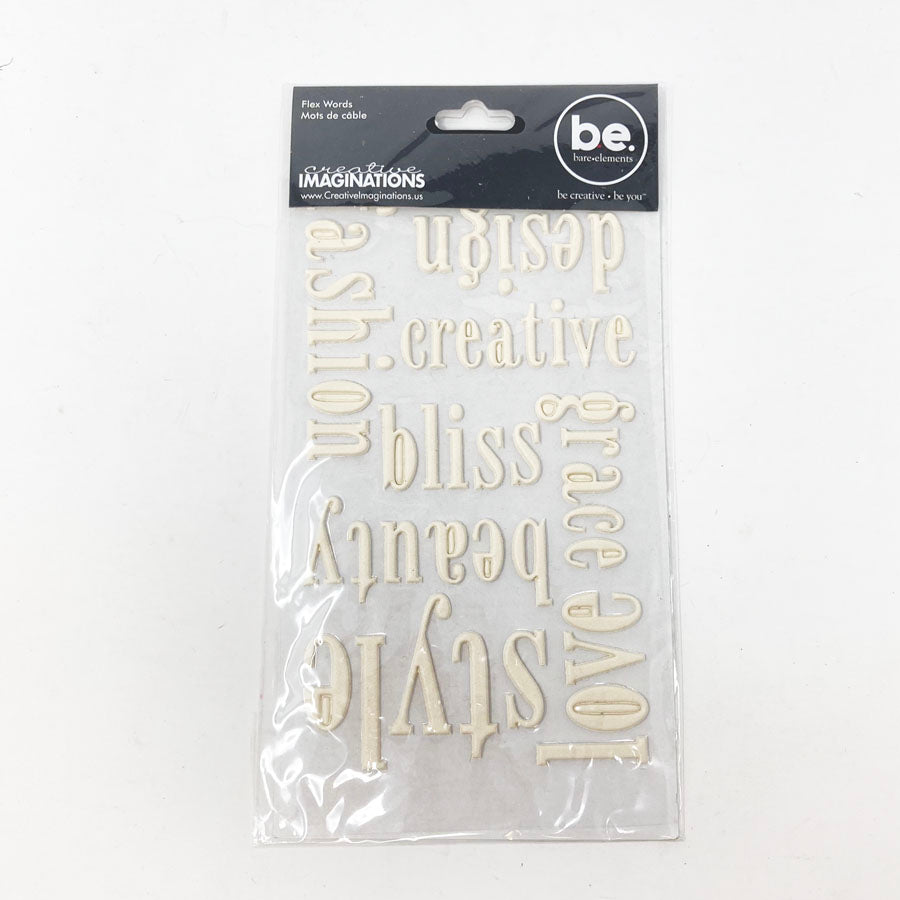 Flex Words
Mots de câble
creative
IMAGINATIONS
www.CreativeImaginations.us
b.e.
bare•elements
be creative • be you™
design
fashion
creative
bliss
grace
beauty
love
style